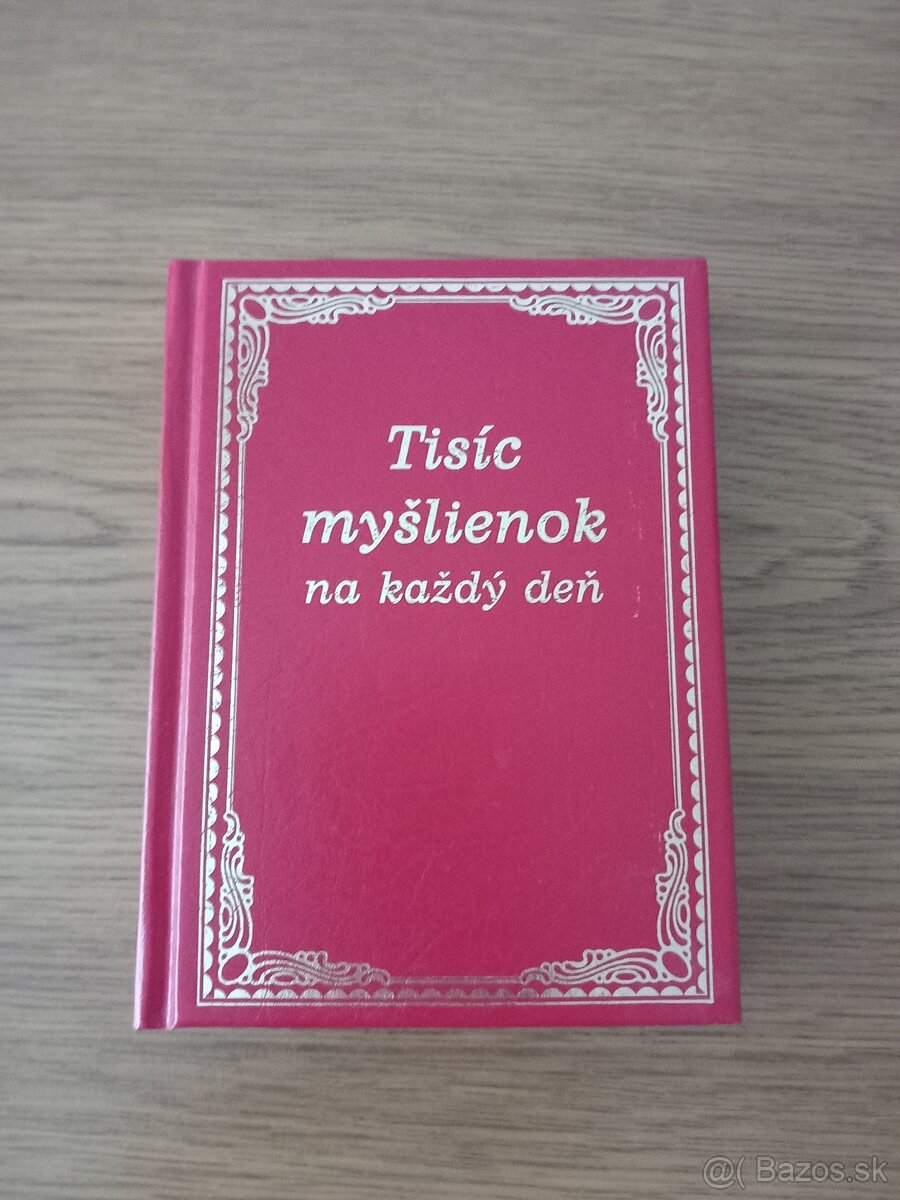 Tisíc
myšlienok
na každý deň
@( Bazos.sk